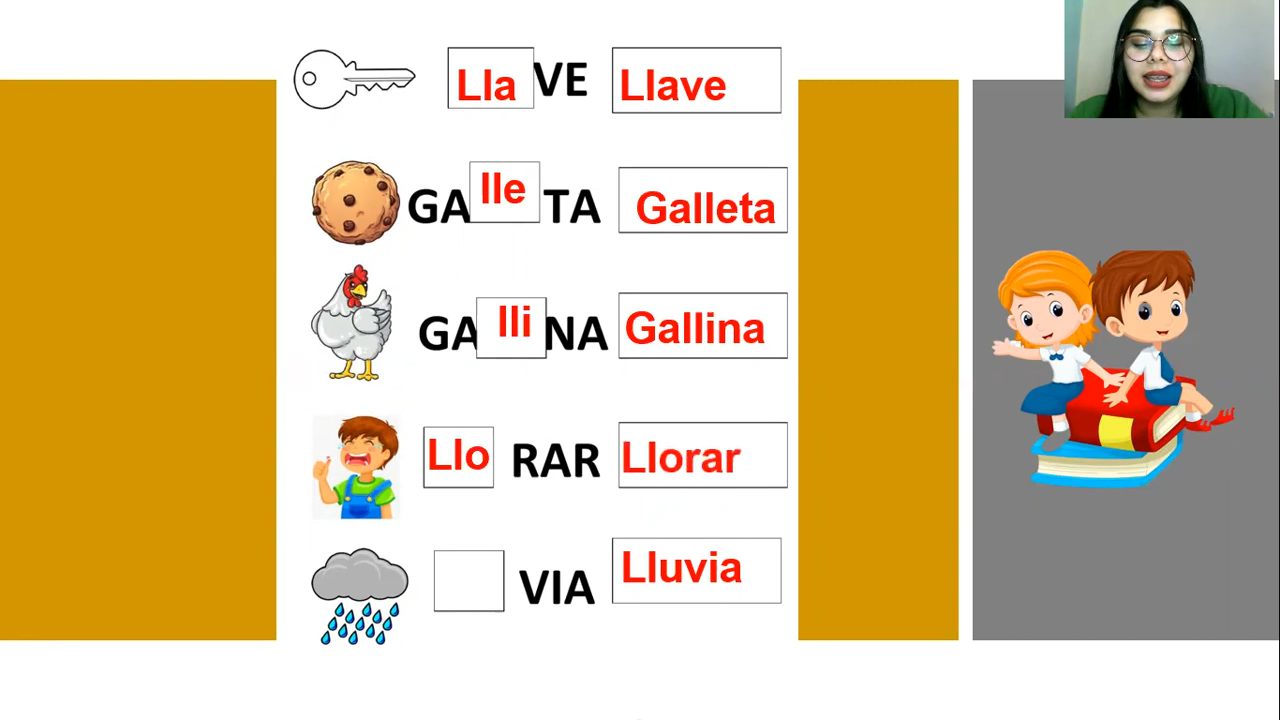 Lla VE Llave
GA lle TA Galleta
GA lli NA Gallina
Llo RAR Llorar
VIA Lluvia